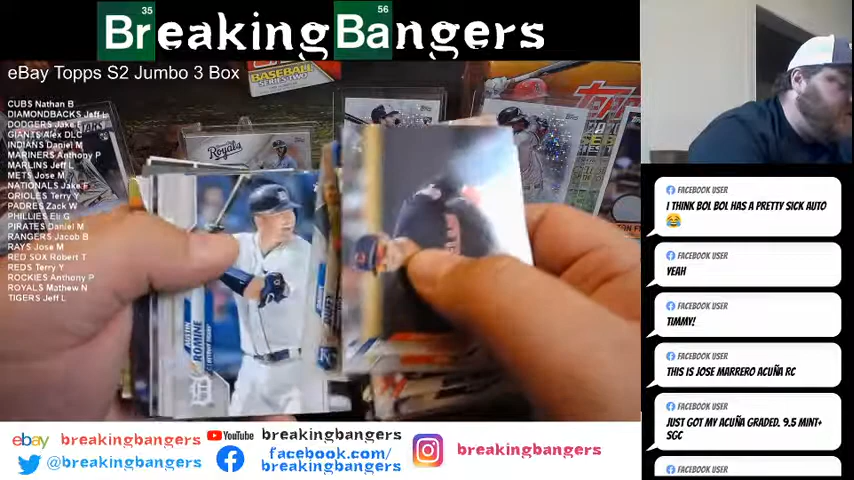 35
56
BreakingBangers
eBay Topps S2 Jumbo 3 Box
CUBS Nathan B
DIAMONDBACKS Jeff L
DODGERS Jake E
GIANTS Alex DLC
INDIANS Daniel M
MARINERS Anthony P
MARLINS Jeff L
METS Jose M
NATIONALS Jake E
ORIOLES Terry Y
PADRES Zack W
PHILLIES Eli G
PIRATES Daniel M
RANGERS Jacob B
RAYS Jose M
RED SOX Robert T
REDS Terry Y
ROCKIES Anthony P
ROYALS Mathew N
TIGERS Jeff L
BASEBALL
SERIES TWO
Royals
Topps
AUSTIN
ROMINE
FACEBOOK USER
I THINK BOL BOL HAS A PRETTY SICK AUTO
😂
FACEBOOK USER
YEAH
FACEBOOK USER
TIMMY!
FACEBOOK USER
THIS IS JOSE MARRERO ACUÑA RC
FACEBOOK USER
JUST GOT MY ACUÑA GRADED. 9.5 MINT+
SGC
FACEBOOK USER
ebay breakingbangers
YouTube breakingbangers
@breakingbangers
facebook.com/
breakingbangers
breakingbangers